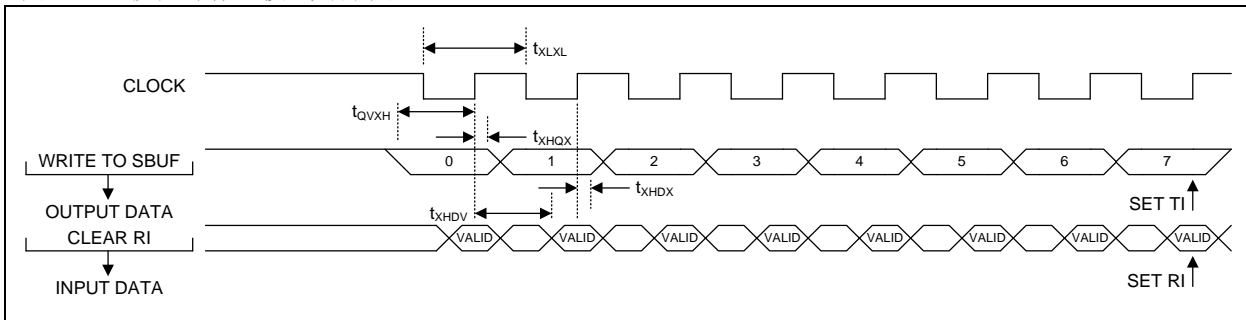 tXLXL
CLOCK
tQVXH
tXHQX
WRITE TO SBUF
0 1 2 3 4 5 6 7
tXHDX
OUTPUT DATA
SET TI
tXHDV
CLEAR RI
VALID VALID VALID VALID VALID VALID VALID VALID
INPUT DATA
SET RI